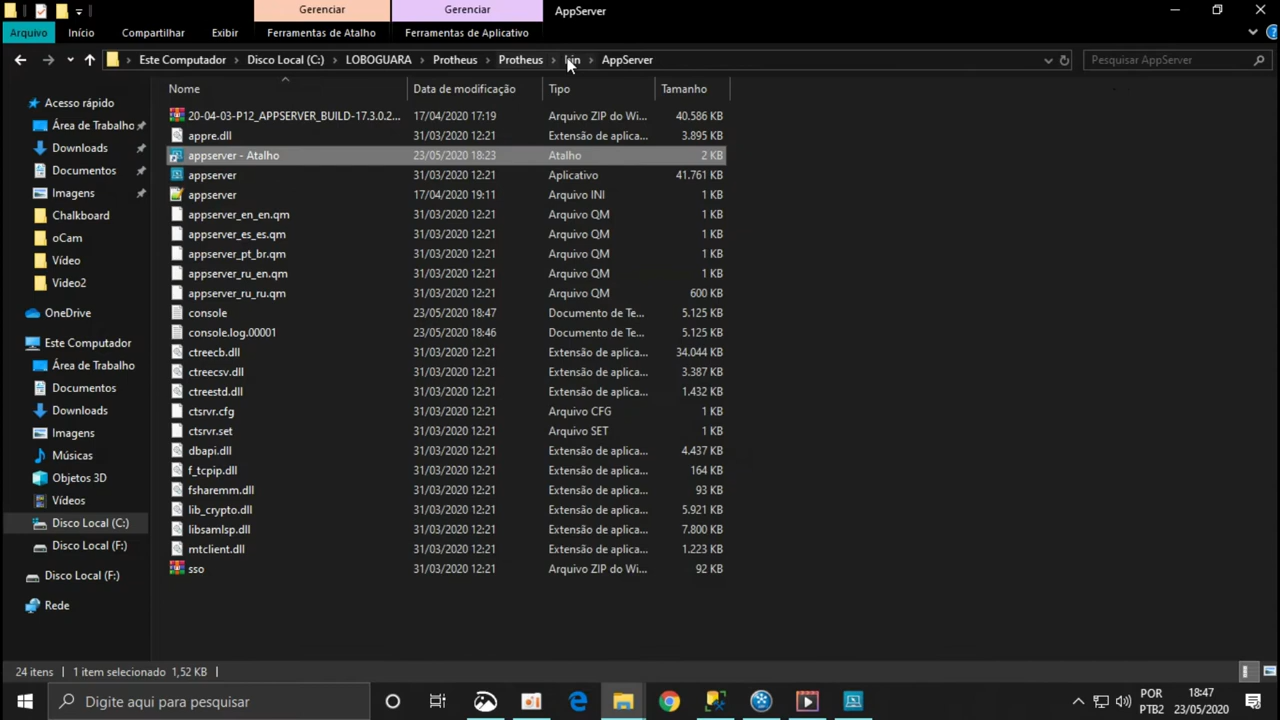 Gerenciar Gerenciar AppServer
Arquivo Início Compartilhar Exibir Ferramentas de Atalho Ferramentas de Aplicativo
Este Computador Disco Local (C:) LOBOGUARA Protheus Protheus AppServer Pesquisar AppServer
Nome Data de modificação Tipo Tamanho
Acesso rápido
Área de Trabalho
Downloads
Documentos
Imagens
Chalkboard
oCam
Vídeo
Video2
OneDrive
Este Computador
Área de Trabalho
Documentos
Downloads
Imagens
Músicas
Objetos 3D
Vídeos
Disco Local (C:)
Disco Local (F:)
Disco Local (F:)
Rede
20-04-03-P12_APPSERVER_BUILD-17.3.0.2... 17/04/2020 17:19 Arquivo ZIP do Wi... 40.586 KB
appre.dll 31/03/2020 12:21 Extensão de aplica... 3.895 KB
appserver - Atalho 23/05/2020 18:23 Atalho 2 KB
appserver 31/03/2020 12:21 Aplicativo 41.761 KB
appserver 17/04/2020 19:11 Arquivo INI 1 KB
appserver_en_en.qm 31/03/2020 12:21 Arquivo QM 1 KB
appserver_es_es.qm 31/03/2020 12:21 Arquivo QM 1 KB
appserver_pt_br.qm 31/03/2020 12:21 Arquivo QM 1 KB
appserver_ru_en.qm 31/03/2020 12:21 Arquivo QM 1 KB
appserver_ru_ru.qm 31/03/2020 12:21 Arquivo QM 600 KB
console 23/05/2020 18:47 Documento de Te... 5.125 KB
console.log.00001 23/05/2020 18:46 Documento de Te... 5.125 KB
ctreecb.dll 31/03/2020 12:21 Extensão de aplica... 34.044 KB
ctreecsv.dll 31/03/2020 12:21 Extensão de aplica... 3.387 KB
ctreestd.dll 31/03/2020 12:21 Extensão de aplica... 1.432 KB
ctsrvr.cfg 31/03/2020 12:21 Arquivo CFG 1 KB
ctsrvr.set 31/03/2020 12:21 Arquivo SET 1 KB
dbapi.dll 31/03/2020 12:21 Extensão de aplica... 4.437 KB
f_tcpip.dll 31/03/2020 12:21 Extensão de aplica... 164 KB
fsharemm.dll 31/03/2020 12:21 Extensão de aplica... 93 KB
lib_crypto.dll 31/03/2020 12:21 Extensão de aplica... 5.921 KB
libsamlsp.dll 31/03/2020 12:21 Extensão de aplica... 7.800 KB
mtclient.dll 31/03/2020 12:21 Extensão de aplica... 1.223 KB
sso 31/03/2020 12:21 Arquivo ZIP do Wi... 92 KB
24 itens 1 item selecionado 1,52 KB
Digite aqui para pesquisar
POR
PTB2
18:47
23/05/2020